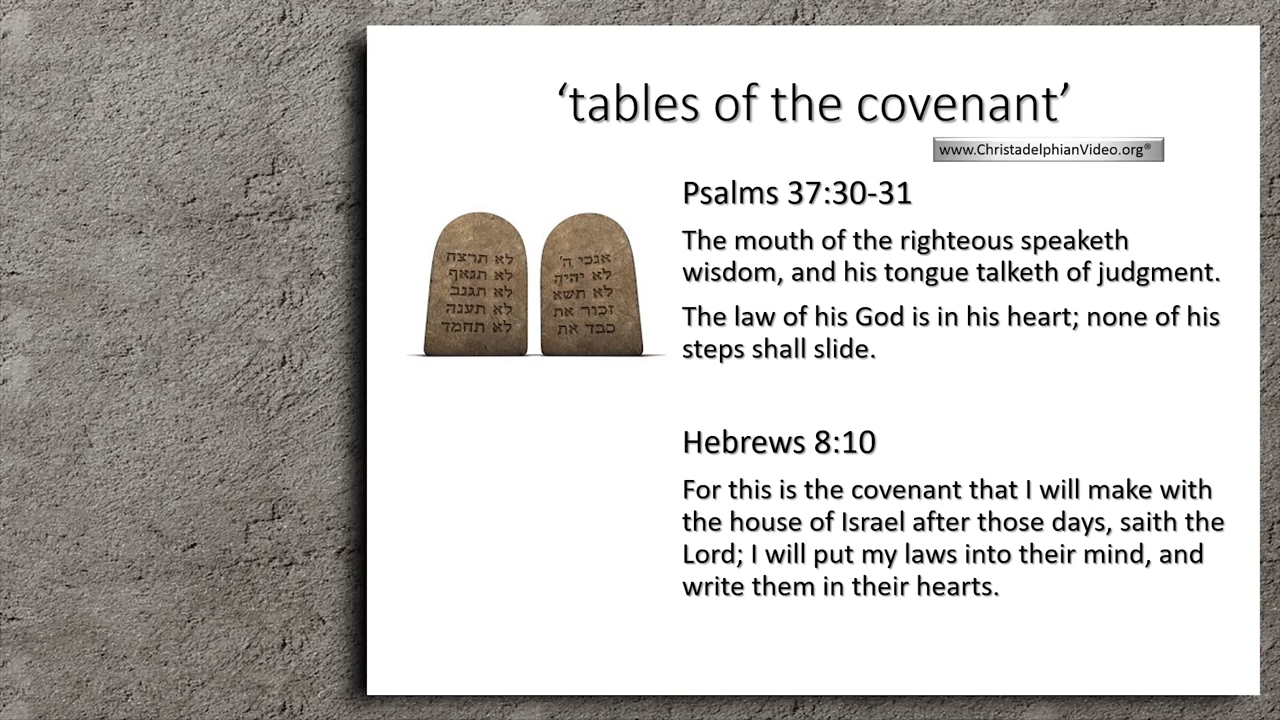 ‘tables of the covenant’
www.ChristadelphianVideo.org®
לא תרצח
לא תנאף
לא תגנב
לא תענה
לא תחמד
אנכי ה'
לא יהיה
לא תשא
זכור את
כבד את
Psalms 37:30-31
The mouth of the righteous speaketh
wisdom, and his tongue talketh of judgment.
The law of his God is in his heart; none of his
steps shall slide.
Hebrews 8:10
For this is the covenant that I will make with
the house of Israel after those days, saith the
Lord; I will put my laws into their mind, and
write them in their hearts.